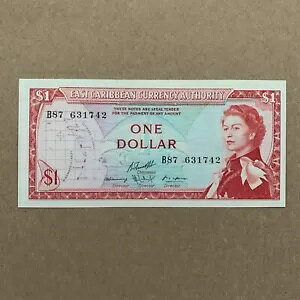 EAST CARIBBEAN CURRENCY AUTHORITY
$1 $1
THESE NOTES ARE LEGAL TENDER
FOR THE PAYMENT OF ANY AMOUNT
B87 631742
ONE
DOLLAR
B87 631742
$1